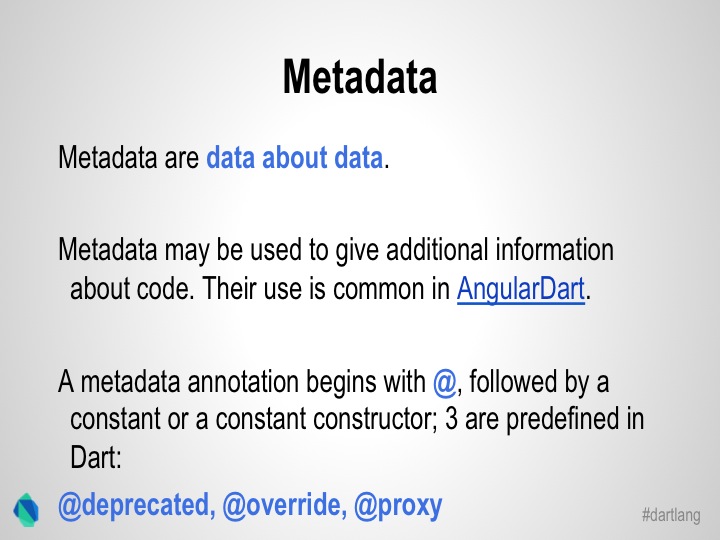 Metadata
Metadata are data about data.
Metadata may be used to give additional information
about code. Their use is common in AngularDart.
A metadata annotation begins with @, followed by a
constant or a constant constructor; 3 are predefined in
Dart:
@deprecated, @override, @proxy
#dartlang